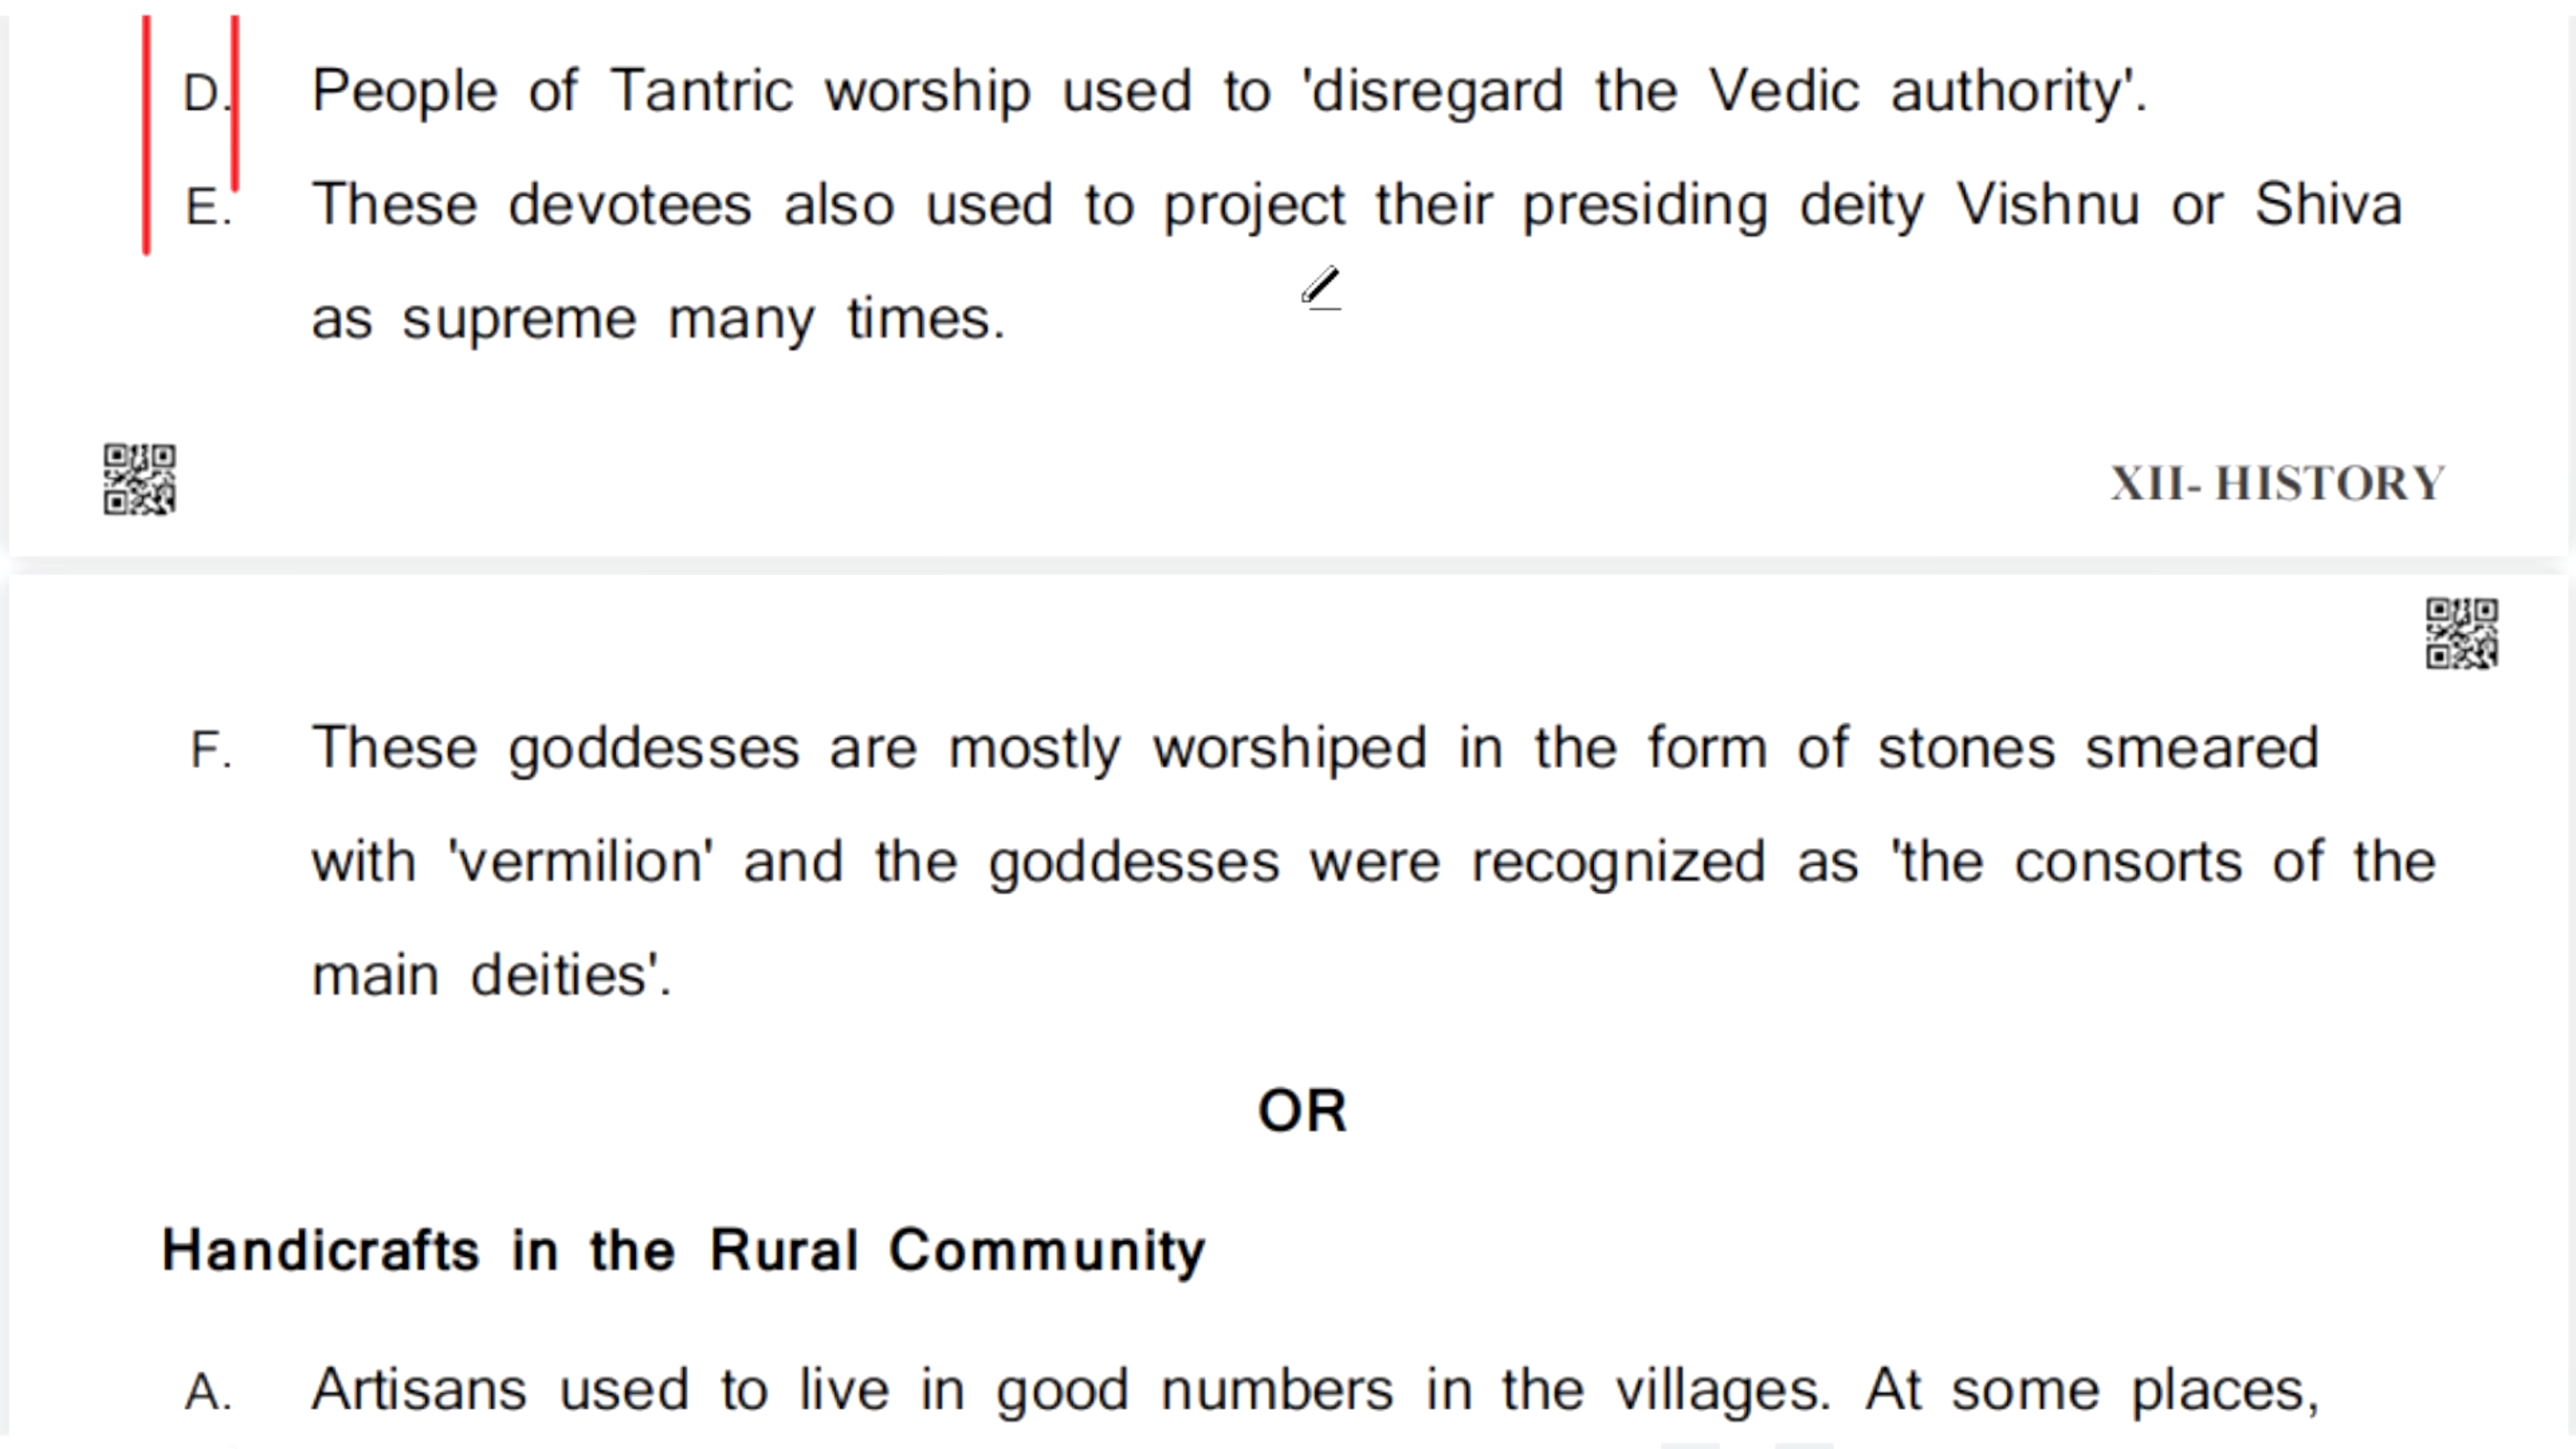 D. People of Tantric worship used to 'disregard the Vedic authority'.
E. These devotees also used to project their presiding deity Vishnu or Shiva
as supreme many times.
XII- HISTORY
F. These goddesses are mostly worshiped in the form of stones smeared
with 'vermilion' and the goddesses were recognized as 'the consorts of the
main deities'.
OR
Handicrafts in the Rural Community
A. Artisans used to live in good numbers in the villages. At some places,